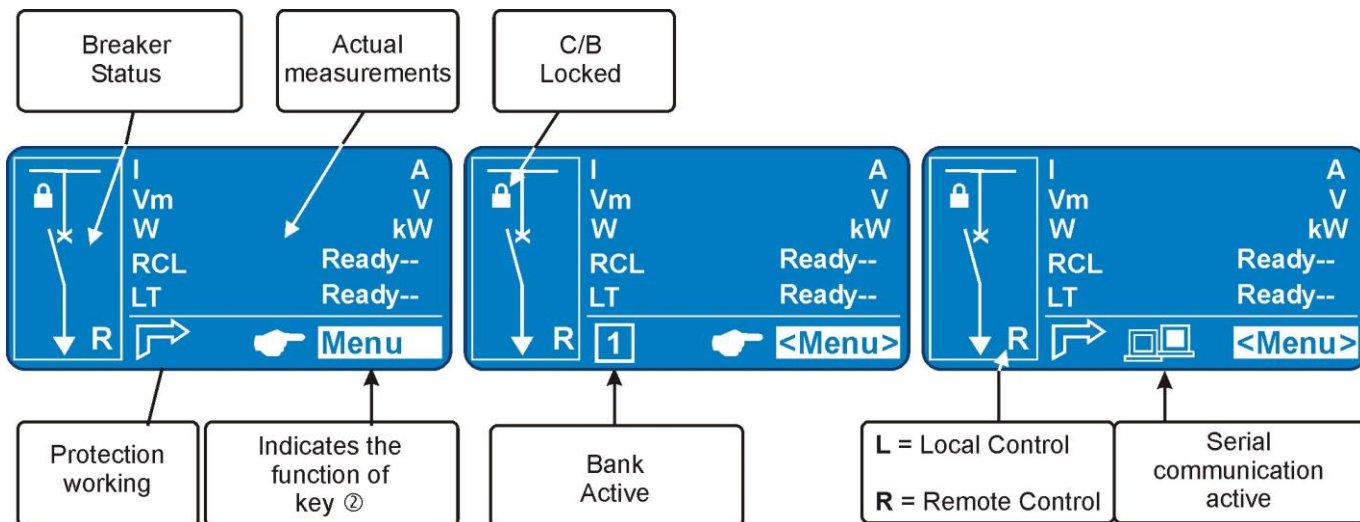 Breaker
Status
Actual
measurements
C/B
Locked
I A
Vm V
W kW
RCL Ready--
LT Ready--
R Menu
I A
Vm V
W kW
RCL Ready--
LT Ready--
R 1 <Menu>
I A
Vm V
W kW
RCL Ready--
LT Ready--
R <Menu>
Protection
working
Indicates the
function of
key ②
Bank
Active
L = Local Control
R = Remote Control
Serial
communication
active